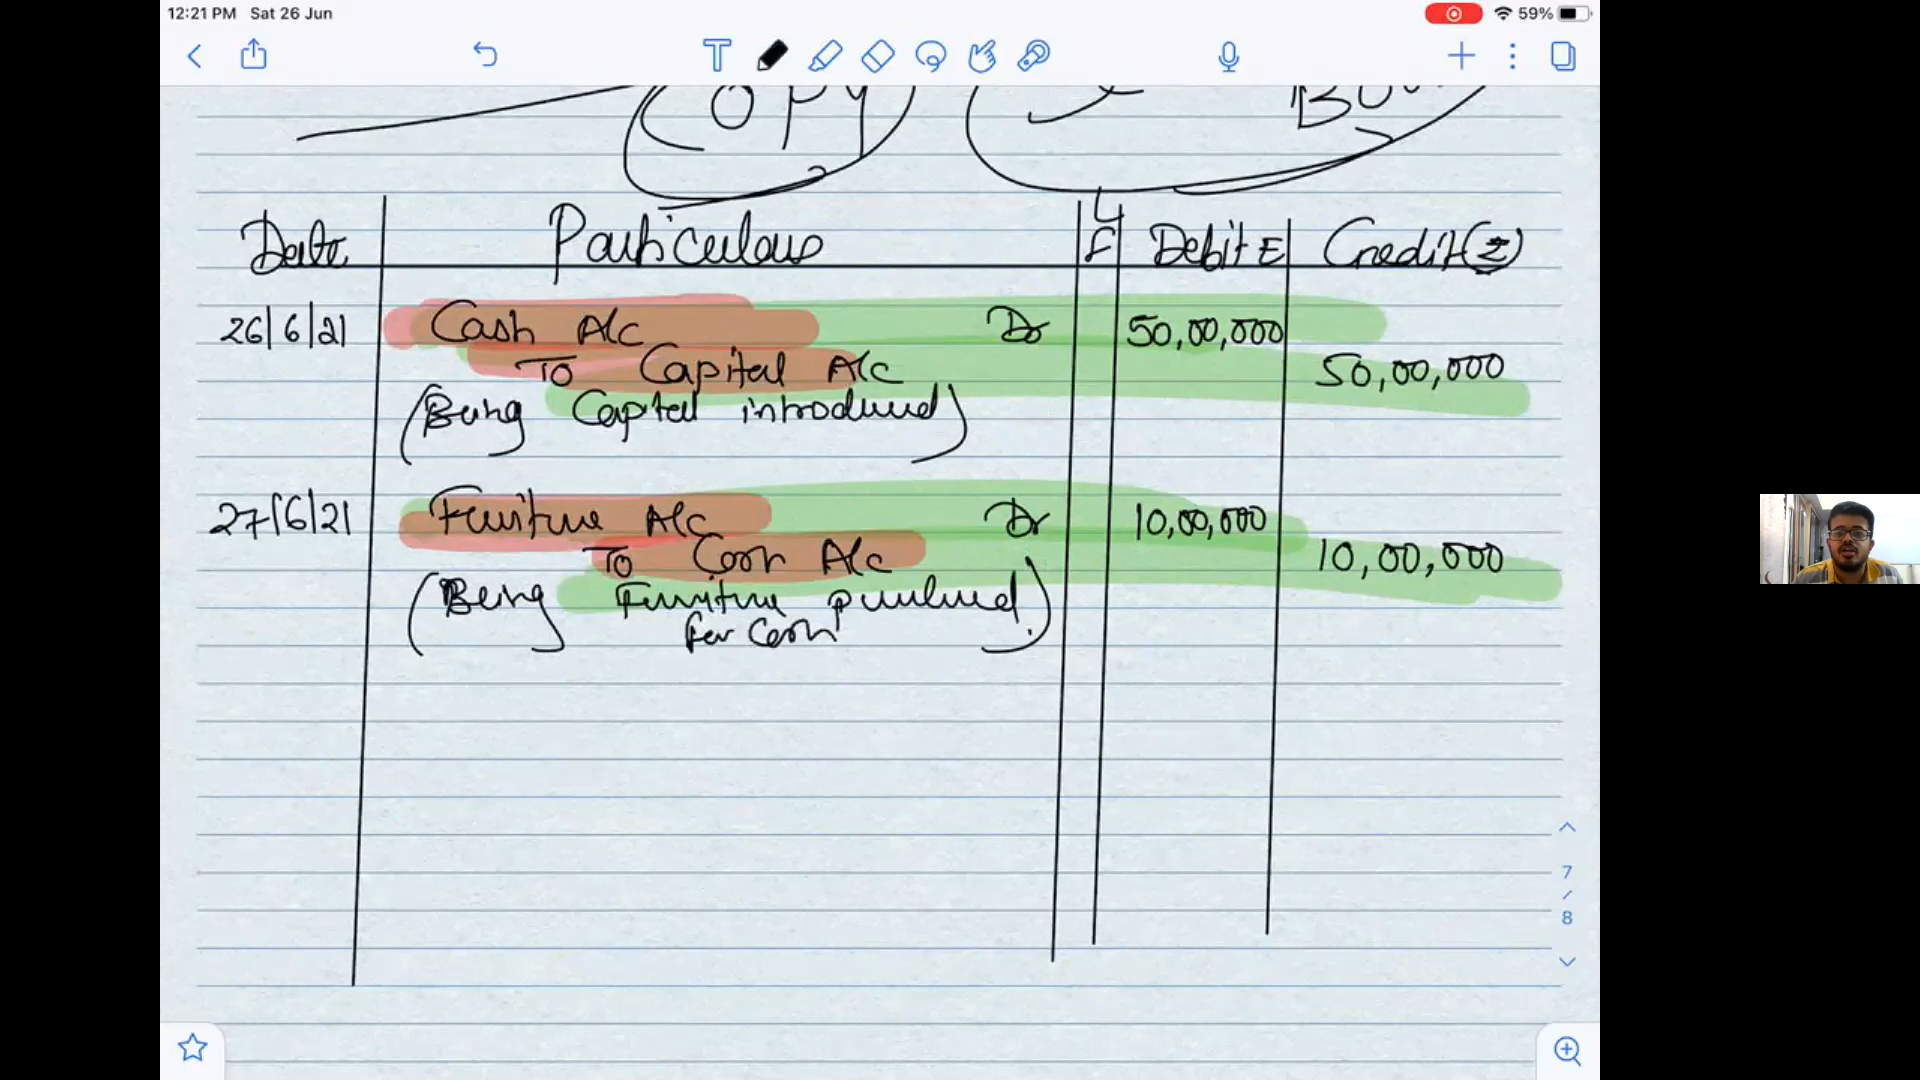 12:21 PM Sat 26 Jun
59%
T
OPY
Date Particulars L F Debit Credit(₹)
26/6/21 Cash A/c Dr 50,00,000
To Capital A/c 50,00,000
(Being Capital introduced)
27/6/21 Furniture A/c Dr 10,00,000
To Cash A/c 10,00,000
(Being Furniture purchased
for Cash)
7
/
8